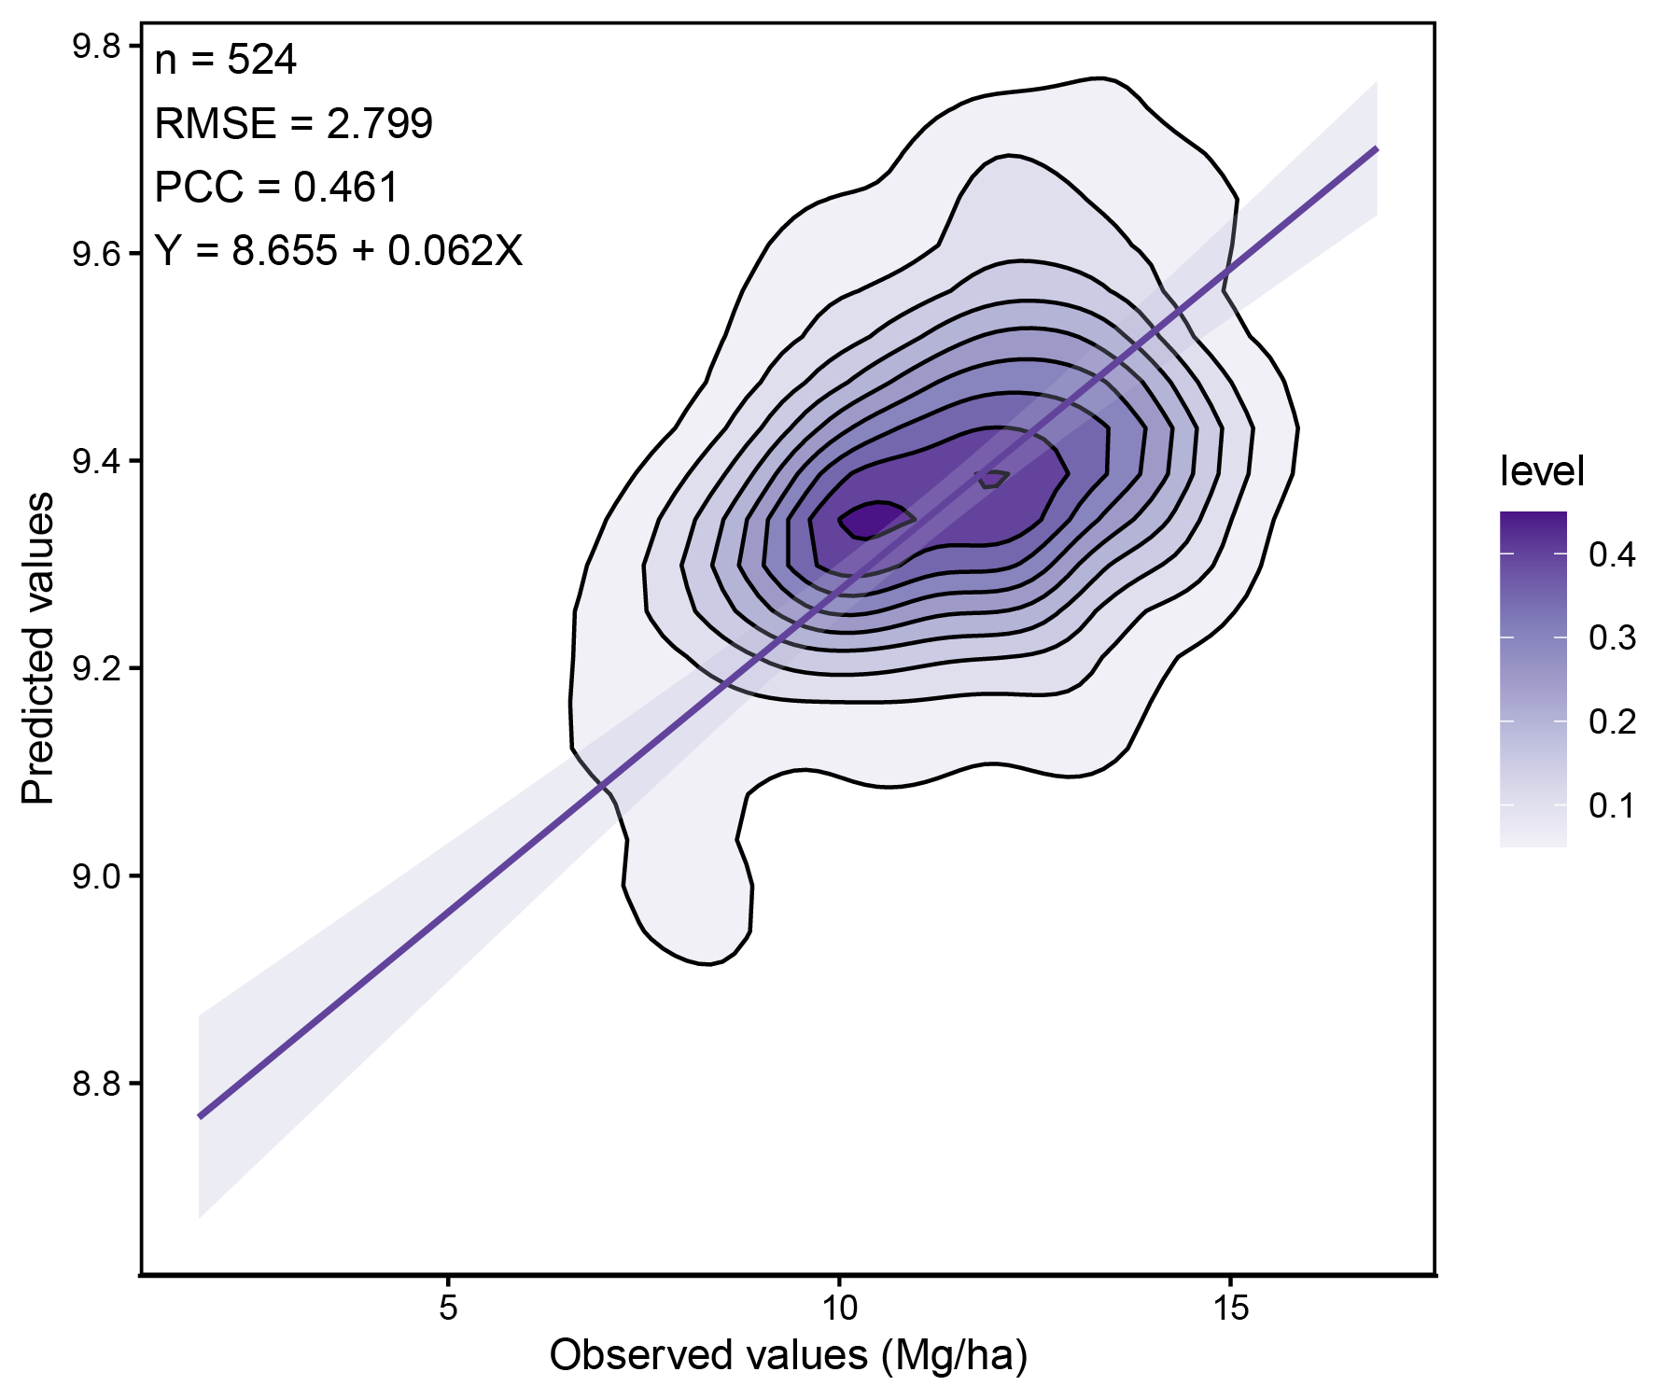 n = 524
RMSE = 2.799
PCC = 0.461
Y = 8.655 + 0.062X
9.8
9.6
9.4
9.2
9.0
8.8
Predicted values
5 10 15
Observed values (Mg/ha)
level
0.4
0.3
0.2
0.1